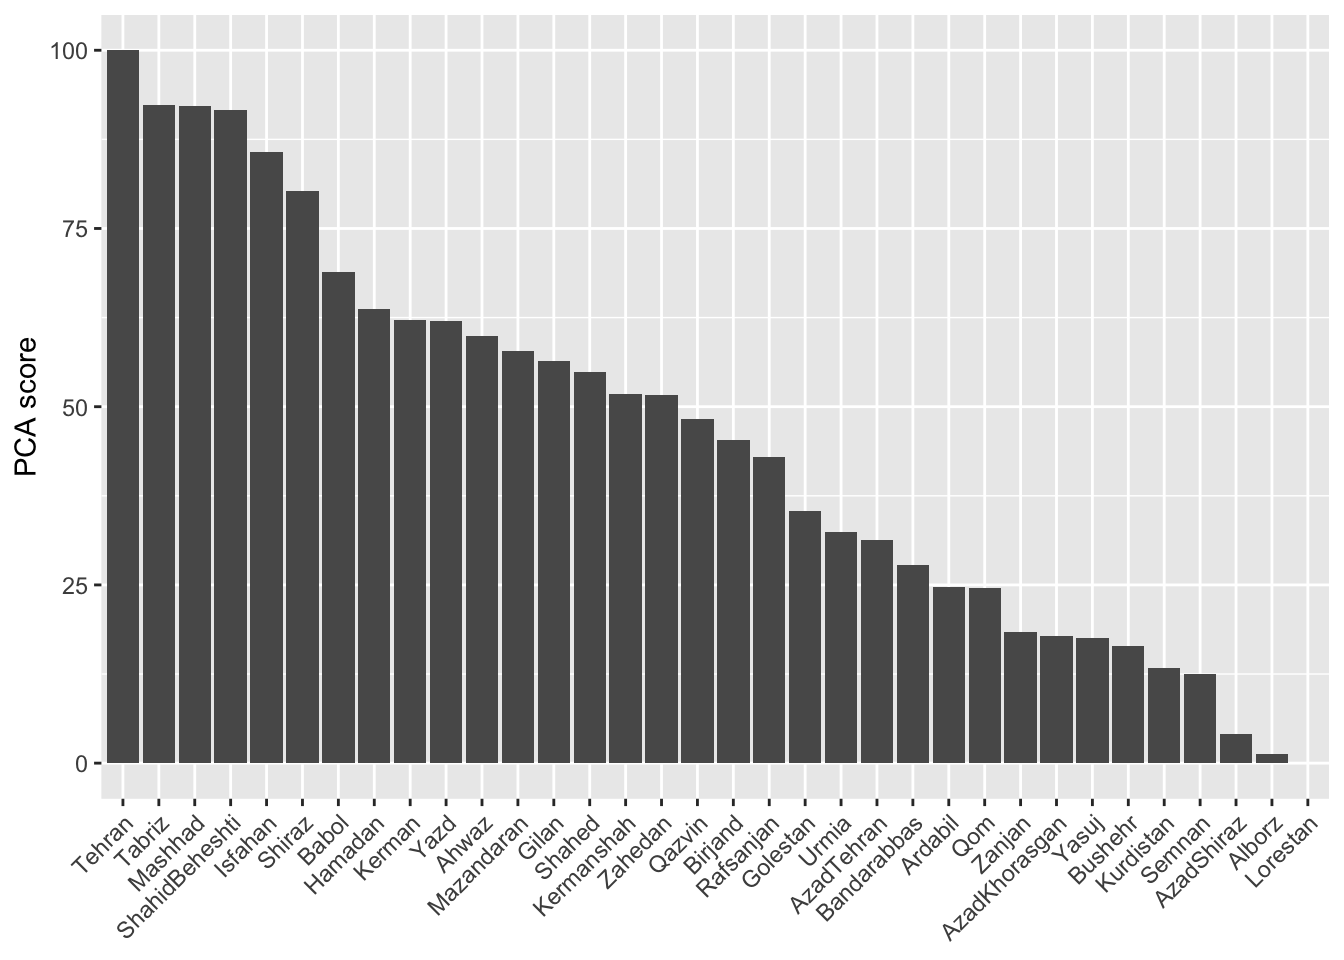 PCA score
100
75
50
25
0
Tehran
Tabriz
Mashhad
ShahidBeheshti
Isfahan
Shiraz
Babol
Hamadan
Kerman
Yazd
Ahwaz
Mazandaran
Gilan
Shahed
Kermanshah
Zahedan
Qazvin
Birjand
Rafsanjan
Golestan
Urmia
AzadTehran
Bandarabbas
Ardabil
Qom
Zanjan
AzadKhorasgan
Yasuj
Bushehr
Kurdistan
Semnan
AzadShiraz
Alborz
Lorestan